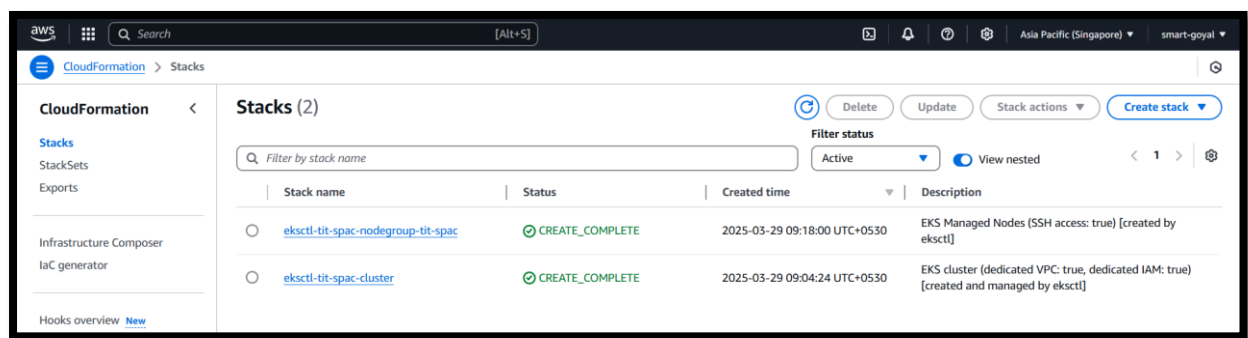 aws
Search [Alt+S] Asia Pacific (Singapore) ▼ smart-goyal ▼
CloudFormation > Stacks
CloudFormation
Stacks
StackSets
Exports
Infrastructure Composer
IaC generator
Hooks overview New
Stacks (2)
Delete Update Stack actions ▼ Create stack ▼
Filter status
Filter by stack name Active ▼ View nested < 1 >
Stack name Status Created time ▼ Description
eksctl-tit-spac-nodegroup-tit-spac CREATE_COMPLETE 2025-03-29 09:18:00 UTC+0530 EKS Managed Nodes (SSH access: true) [created by
eksctl]
eksctl-tit-spac-cluster CREATE_COMPLETE 2025-03-29 09:04:24 UTC+0530 EKS cluster (dedicated VPC: true, dedicated IAM: true)
[created and managed by eksctl]